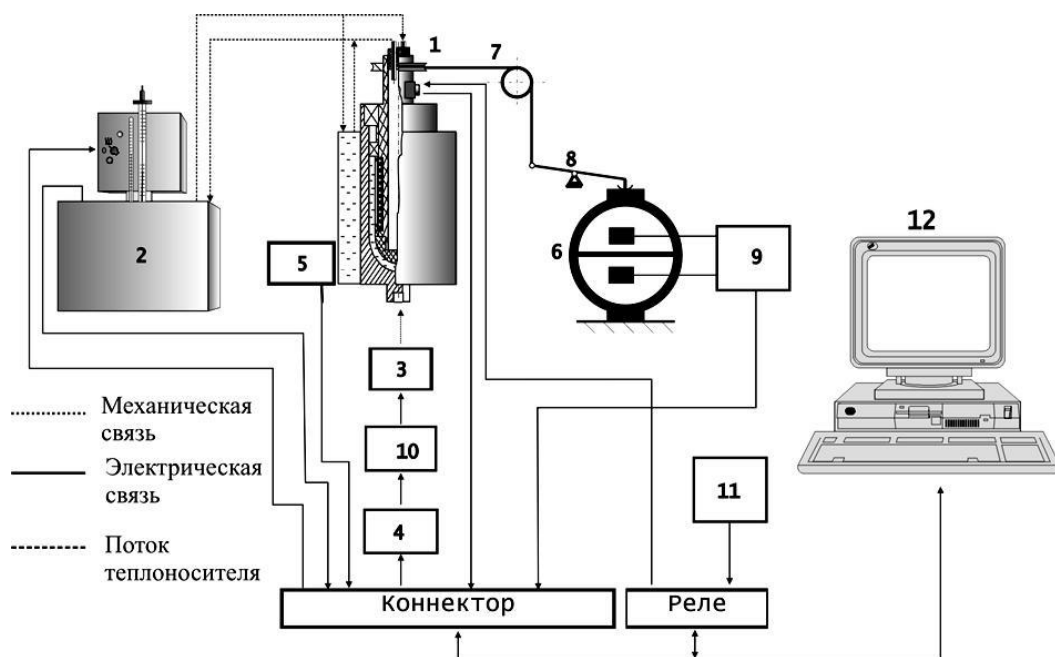 1
7
8
12
2
5
6
9
3
Механическая
связь
10
Электрическая
связь
11
4
Поток
теплоносителя
Коннектор
Реле